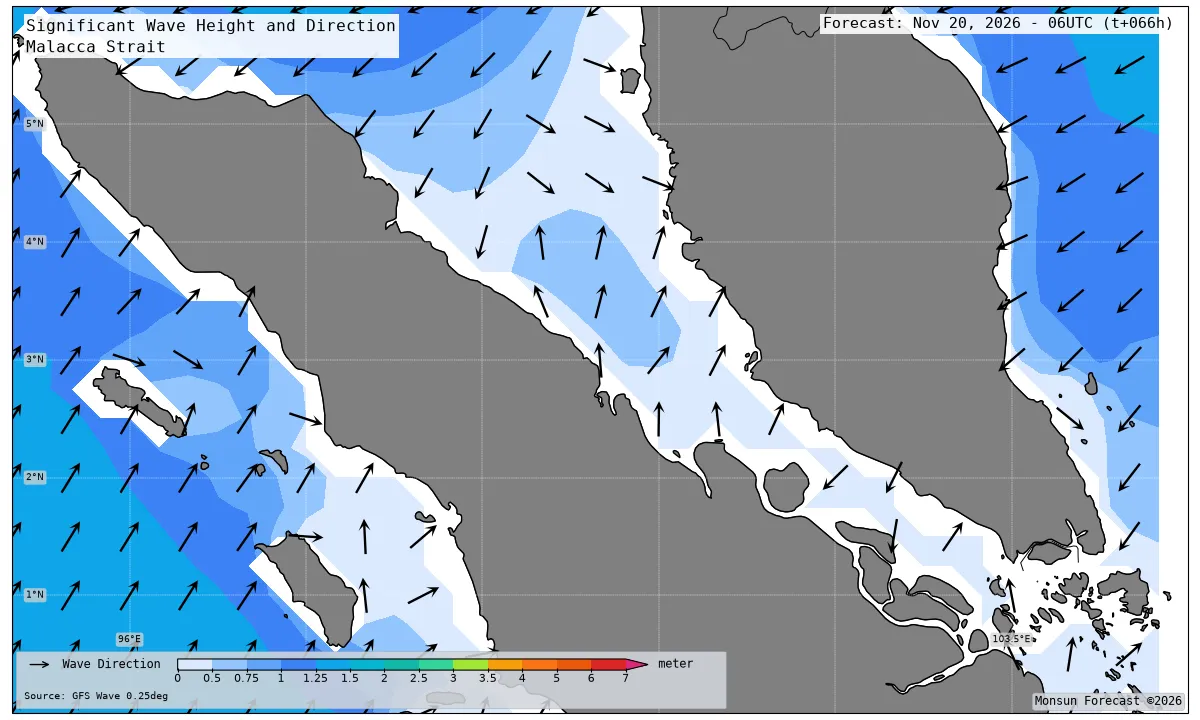 Significant Wave Height and Direction
Malacca Strait
Forecast: Nov 20, 2026 - 06UTC (t+066h)
5°N
4°N
3°N
2°N
1°N
96°E
103.5°E
Wave Direction
meter
0 0.5 0.75 1 1.25 1.5 2 2.5 3 3.5 4 5 6 7
Source: GFS Wave 0.25deg
Monsun Forecast ©2026